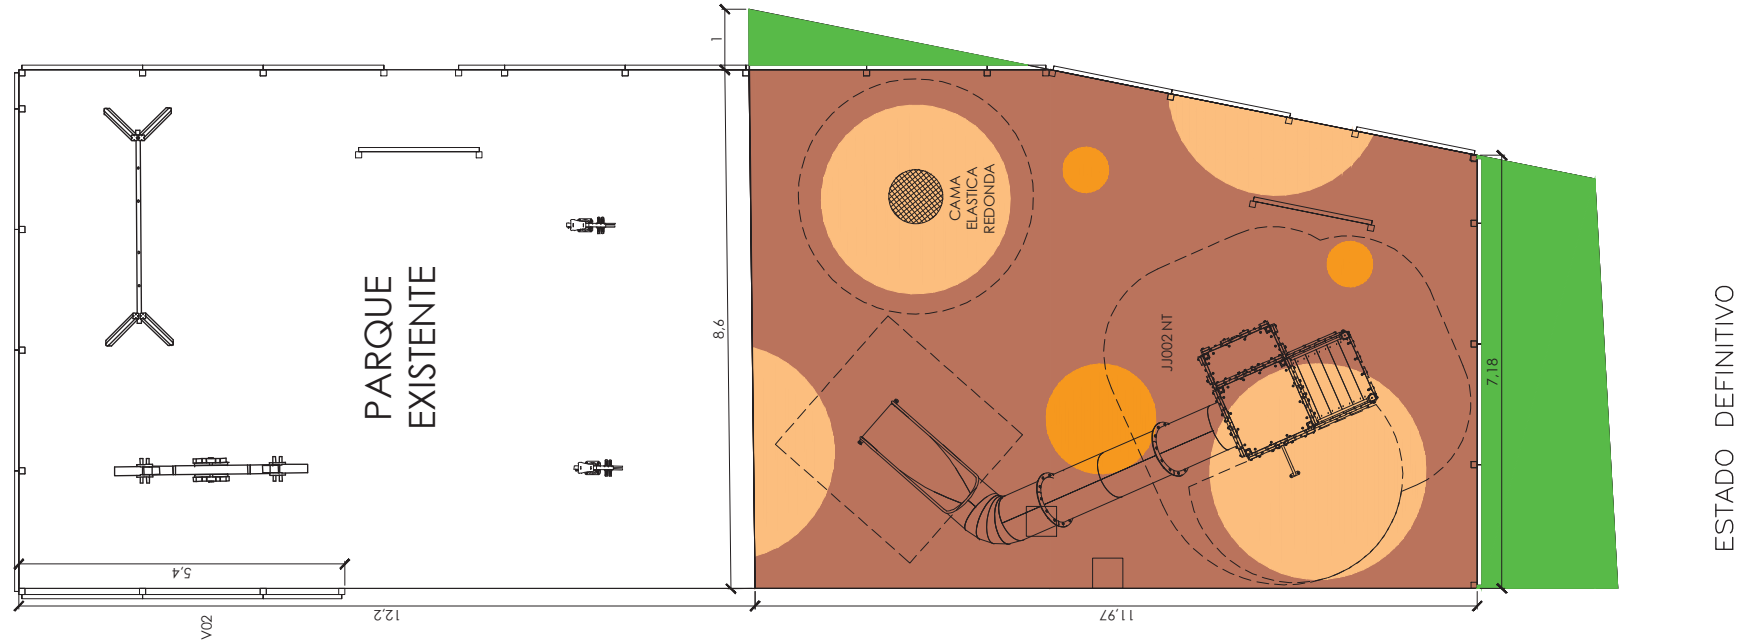 1
CAMA
ELASTICA
REDONDA
PARQUE
EXISTENTE
8,6
JJ002 NT
7,18
ESTADO DEFINITIVO
5,4
12,2
11,97
V02